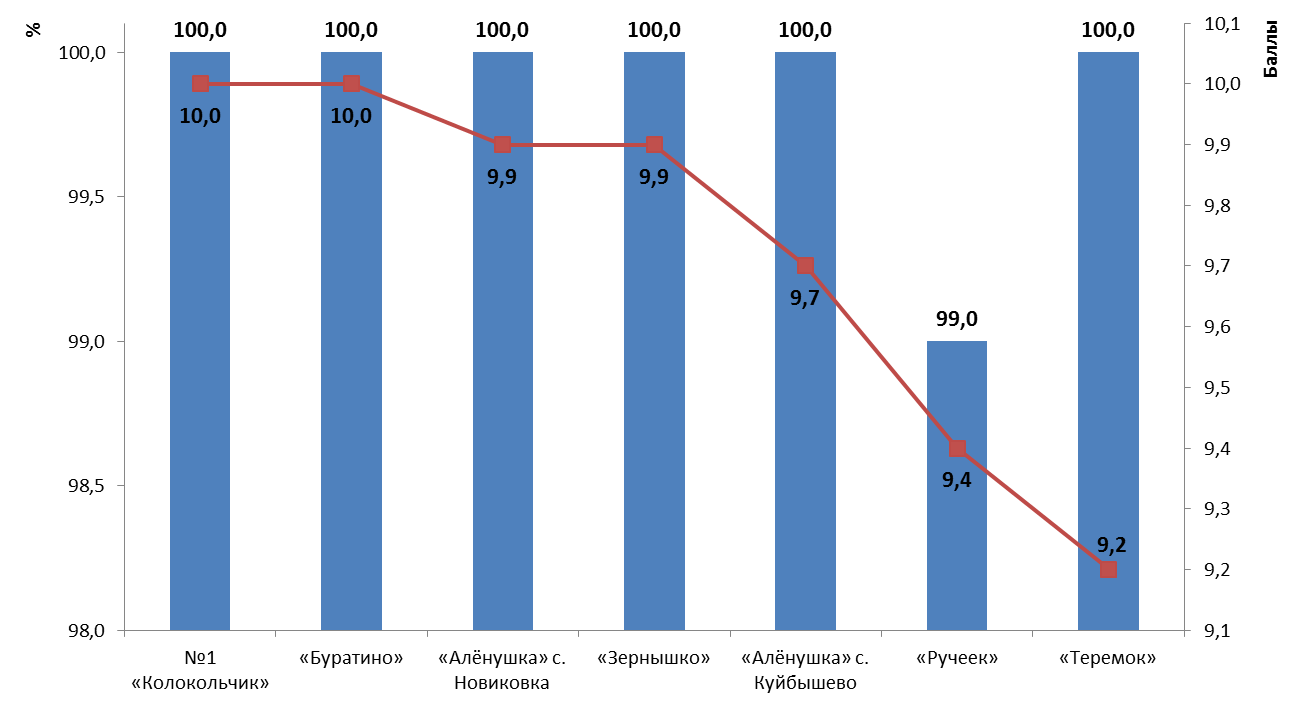 %
Баллы
100,0 100,0 100,0 100,0 100,0 99,0 100,0
10,0 10,0 9,9 9,9 9,7 9,4 9,2
100,0
99,5
99,0
98,5
98,0
10,1
10,0
9,9
9,8
9,7
9,6
9,5
9,4
9,3
9,2
9,1
№1
«Колокольчик»
«Буратино»
«Алёнушка» с.
Новиковка
«Зернышко»
«Алёнушка» с.
Куйбышево
«Ручеек»
«Теремок»